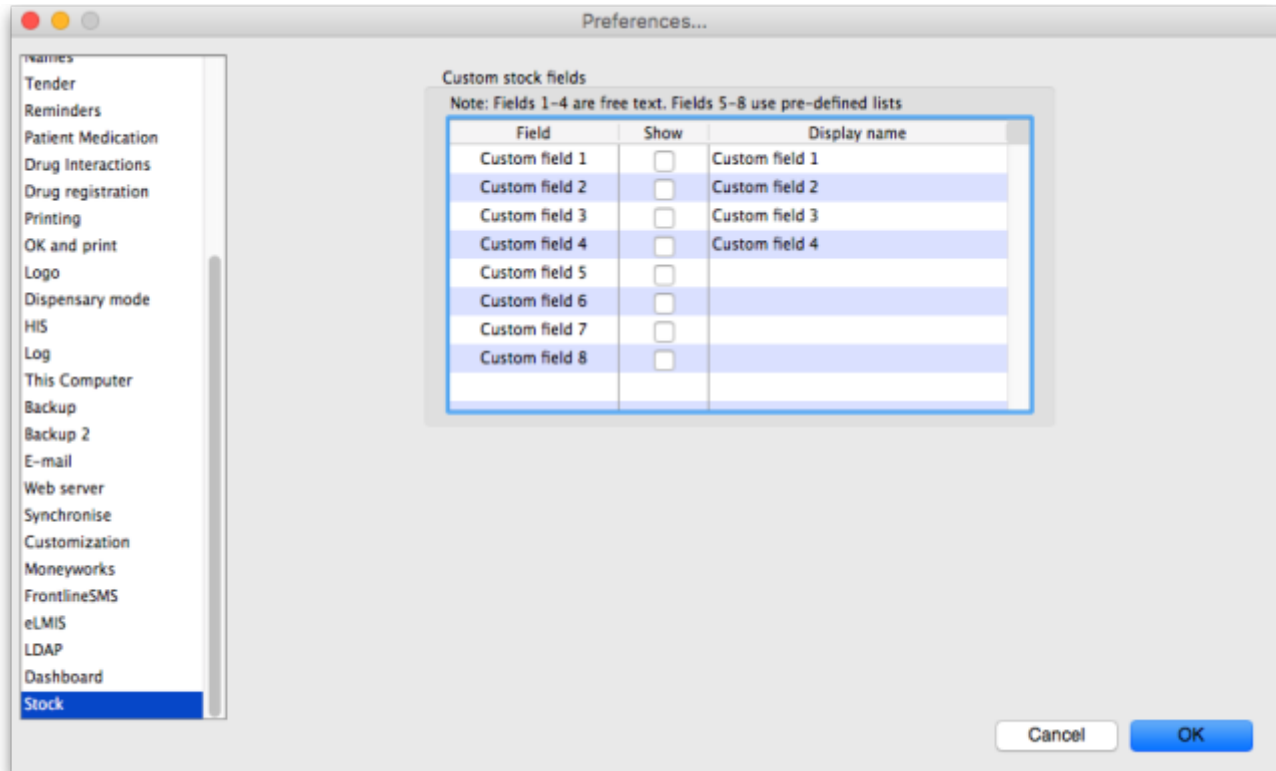 Preferences...
Names
Tender
Reminders
Patient Medication
Drug Interactions
Drug registration
Printing
OK and print
Logo
Dispensary mode
HIS
Log
This Computer
Backup
Backup 2
E-mail
Web server
Synchronise
Customization
Moneyworks
FrontlineSMS
eLMIS
LDAP
Dashboard
Stock
Custom stock fields
Note: Fields 1-4 are free text. Fields 5-8 use pre-defined lists
Field Show Display name
Custom field 1 Custom field 1
Custom field 2 Custom field 2
Custom field 3 Custom field 3
Custom field 4 Custom field 4
Custom field 5
Custom field 6
Custom field 7
Custom field 8
Cancel OK